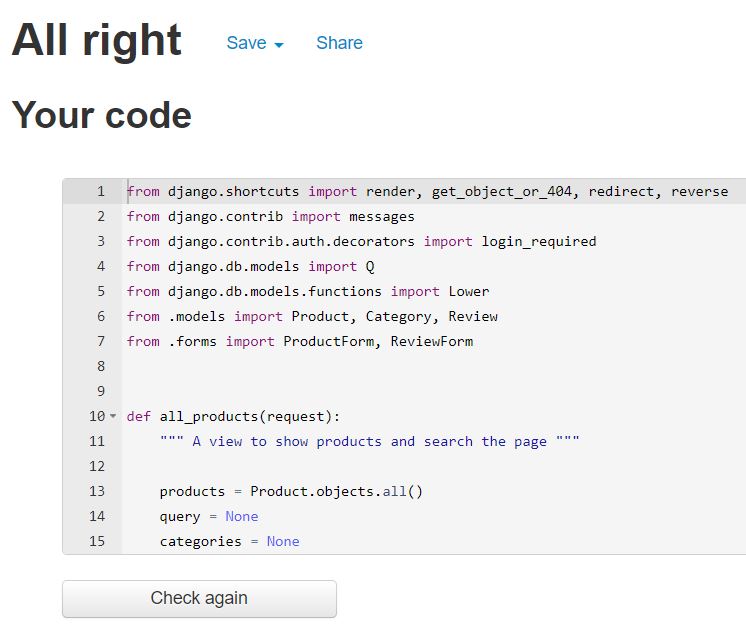 All right Save Share
Your code
1 from django.shortcuts import render, get_object_or_404, redirect, reverse
2 from django.contrib import messages
3 from django.contrib.auth.decorators import login_required
4 from django.db.models import Q
5 from django.db.models.functions import Lower
6 from .models import Product, Category, Review
7 from .forms import ProductForm, ReviewForm
8
9
10 def all_products(request):
11     """ A view to show products and search the page """
12
13     products = Product.objects.all()
14     query = None
15     categories = None
Check again